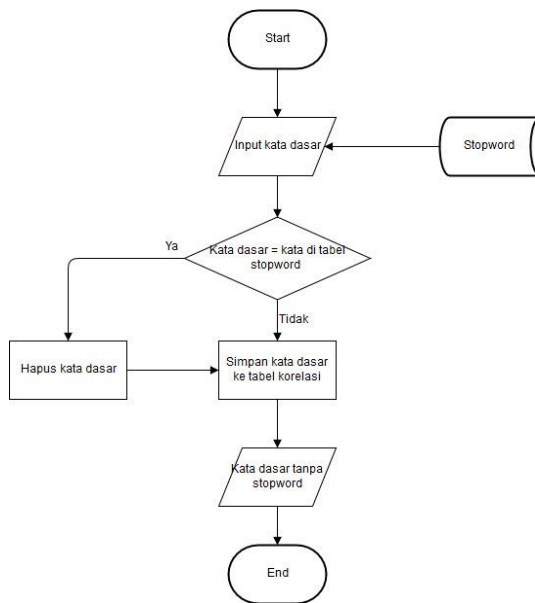 Start
Input kata dasar
Stopword
Kata dasar = kata di tabel
stopword
Ya
Tidak
Hapus kata dasar
Simpan kata dasar
ke tabel korelasi
Kata dasar tanpa
stopword
End